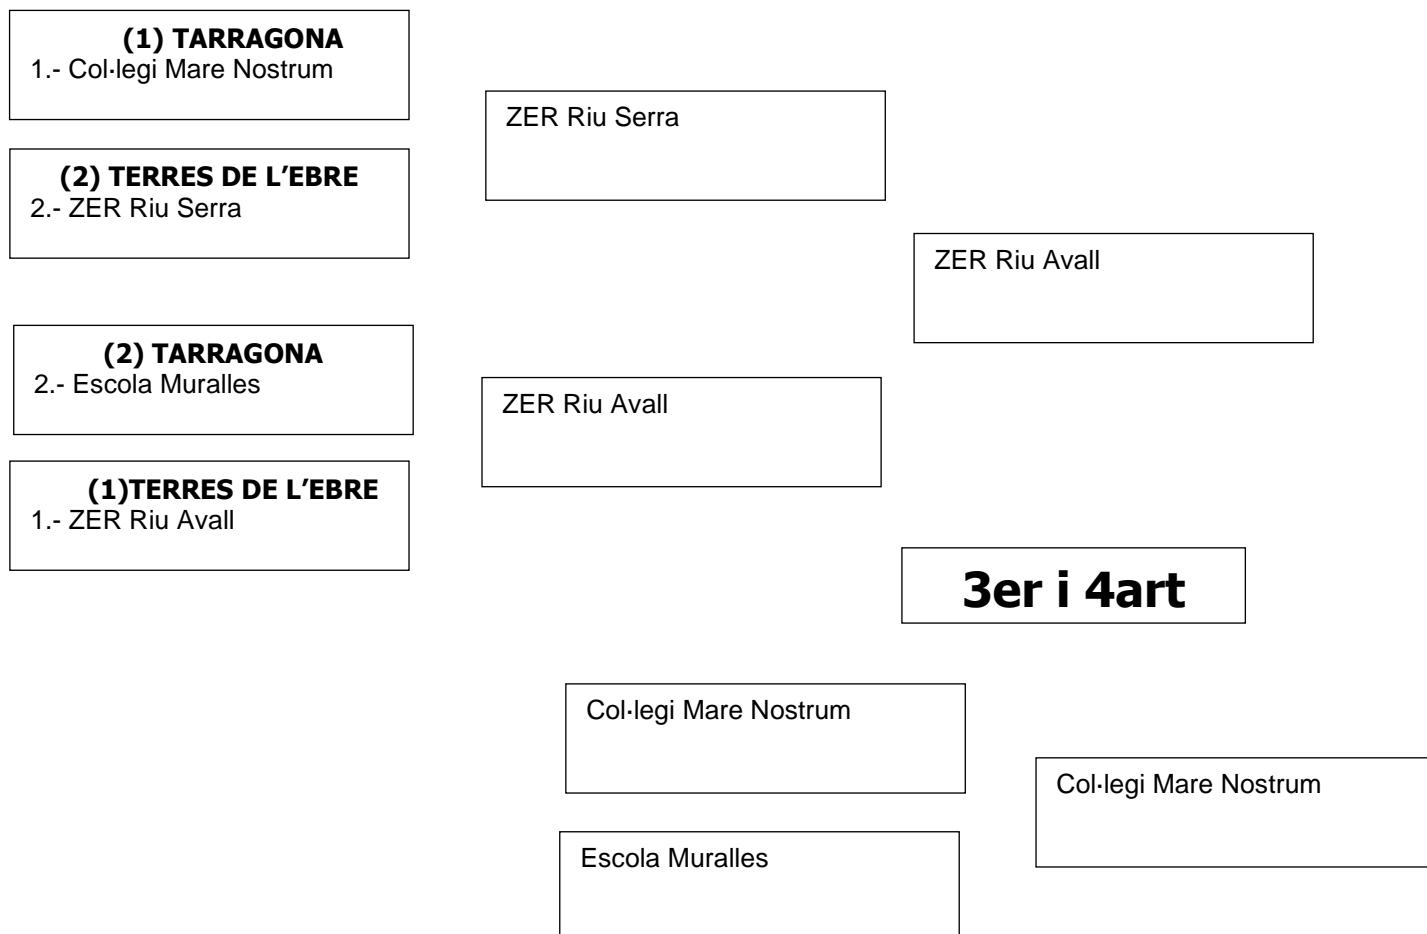 (1) TARRAGONA
1.- Col·legi Mare Nostrum
(2) TERRES DE L’EBRE
2.- ZER Riu Serra
(2) TARRAGONA
2.- Escola Muralles
(1)TERRES DE L’EBRE
1.- ZER Riu Avall
ZER Riu Serra
ZER Riu Avall
ZER Riu Avall
3er i 4art
Col·legi Mare Nostrum
Escola Muralles
Col·legi Mare Nostrum